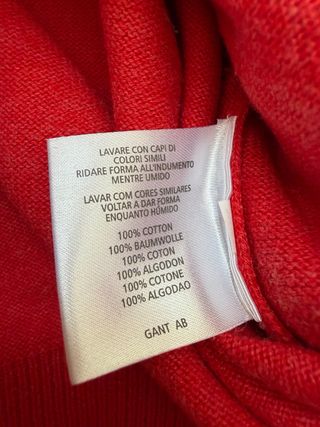 LAVARE CON CAPI DI
COLORI SIMILI
RIDARE FORMA ALL'INDUMENTO
MENTRE UMIDO
LAVAR COM CORES SIMILARES
VOLTAR A DAR FORMA
ENQUANTO HÚMIDO
100% COTTON
100% BAUMWOLLE
100% COTON
100% ALGODON
100% COTONE
100% ALGODAO
GANT AB